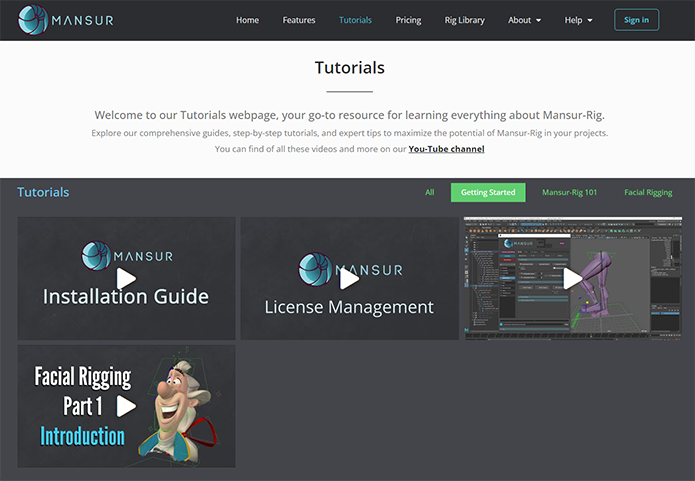 MANSUR
Home Features Tutorials Pricing Rig Library About Help Sign in
Tutorials
Welcome to our Tutorials webpage, your go-to resource for learning everything about Mansur-Rig.
Explore our comprehensive guides, step-by-step tutorials, and expert tips to maximize the potential of Mansur-Rig in your projects.
You can find of all these videos and more on our You-Tube channel
Tutorials All Getting Started Mansur-Rig 101 Facial Rigging
MANSUR
Installation Guide
MANSUR
License Management
MANSUR
Facial Rigging
Part 1
Introduction